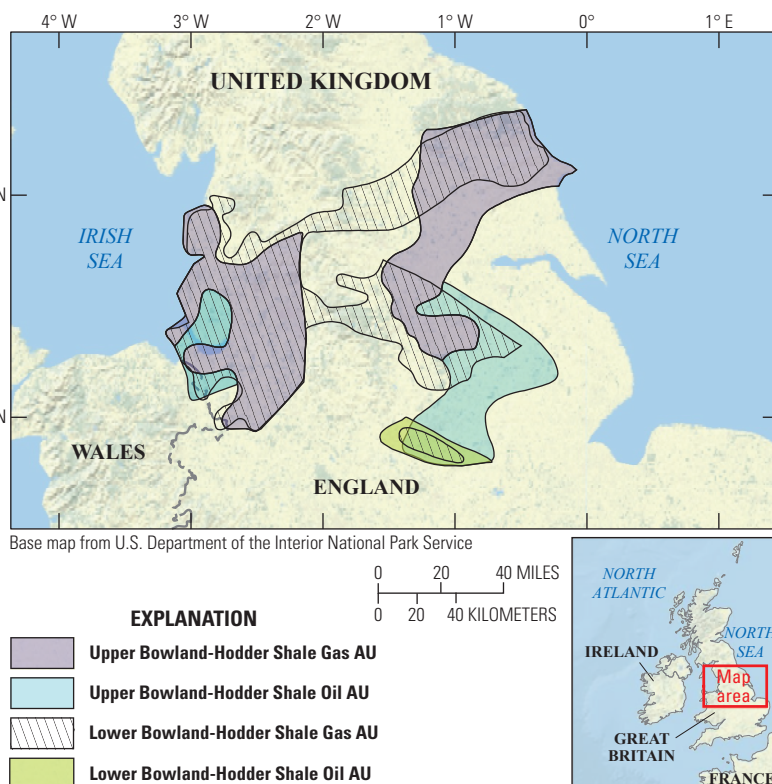 4° W 3° W 2° W 1° W 0° 1° E
UNITED KINGDOM
N
IRISH
SEA
NORTH
SEA
N
WALES
ENGLAND
Base map from U.S. Department of the Interior National Park Service
0 20 40 MILES
0 20 40 KILOMETERS
EXPLANATION
Upper Bowland-Hodder Shale Gas AU
Upper Bowland-Hodder Shale Oil AU
Lower Bowland-Hodder Shale Gas AU
Lower Bowland-Hodder Shale Oil AU
NORTH
ATLANTIC
NORTH
SEA
IRELAND
Map
area
GREAT
BRITAIN
FRANCE